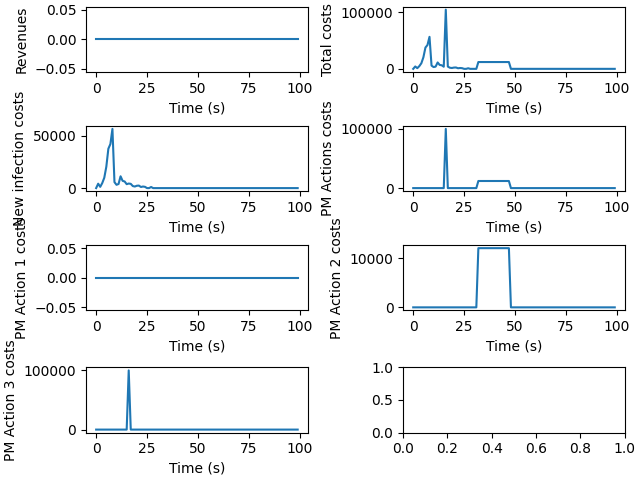 Revenues
0.05
0.00
−0.05
0 25 50 75 100
Time (s)
Total costs
100000
0
0 25 50 75 100
Time (s)
New infection costs
50000
0
0 25 50 75 100
Time (s)
PM Actions costs
100000
0
0 25 50 75 100
Time (s)
PM Action 1 costs
0.05
0.00
−0.05
0 25 50 75 100
Time (s)
PM Action 2 costs
10000
0
0 25 50 75 100
Time (s)
PM Action 3 costs
100000
0
0 25 50 75 100
Time (s)
1.0
0.5
0.0
0.0 0.2 0.4 0.6 0.8 1.0